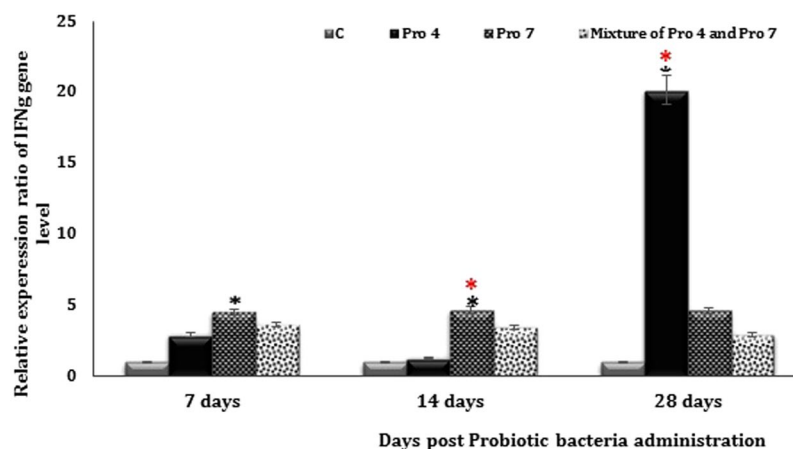 25
C Pro 4 Pro 7 Mixture of Pro 4 and Pro 7
*
*
20
15
10
*
* *
5
0
Relative experession ratio of IFNg gene
level
7 days 14 days 28 days
Days post Probiotic bacteria administration